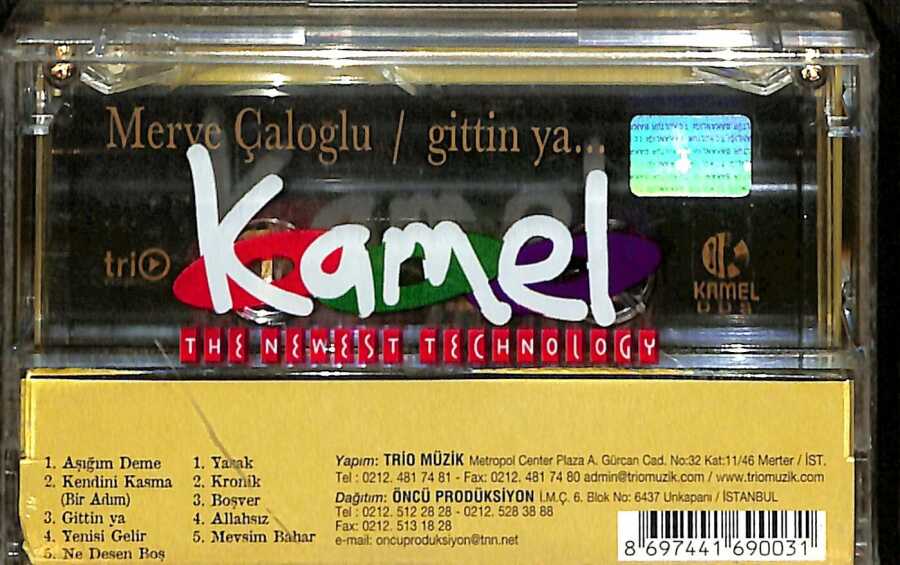 Merve Çaloğlu / gittin ya...
Kamel
trio
KAMEL
THE NEWEST TECHNOLOGY
1. Aşığım Deme
2. Kendini Kasma
(Bir Adım)
3. Gittin ya
4. Yenisi Gelir
5. Ne Desen Boş
1. Yasak
2. Kronik
3. Boşver
4. Allahsız
5. Mevsim Bahar
Yapım: TRİO MÜZİK Metropol Center Plaza A. Gürcan Cad. No:32 Kat:11/46 Merter / İST.
Tel : 0212. 481 74 81 - Fax: 0212. 481 74 80 admin@triomuzik.com / www.triomuzik.com
Dağıtım: ÖNCÜ PRODÜKSİYON İ.M.Ç. 6. Blok No: 6437 Unkapanı / İSTANBUL
Tel : 0212. 512 28 28 - 0212. 528 38 88
Fax: 0212. 513 18 28
e-mail: oncuproduksiyon@tnn.net
8 697441 690031